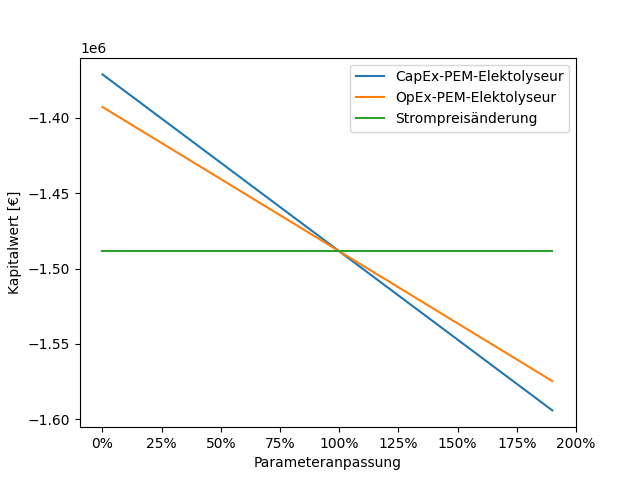 1e6
CapEx-PEM-Elektolyseur
OpEx-PEM-Elektolyseur
Strompreisänderung
−1.40
−1.45
−1.50
−1.55
−1.60
Kapitalwert [€]
0% 25% 50% 75% 100% 125% 150% 175% 200%
Parameteranpassung